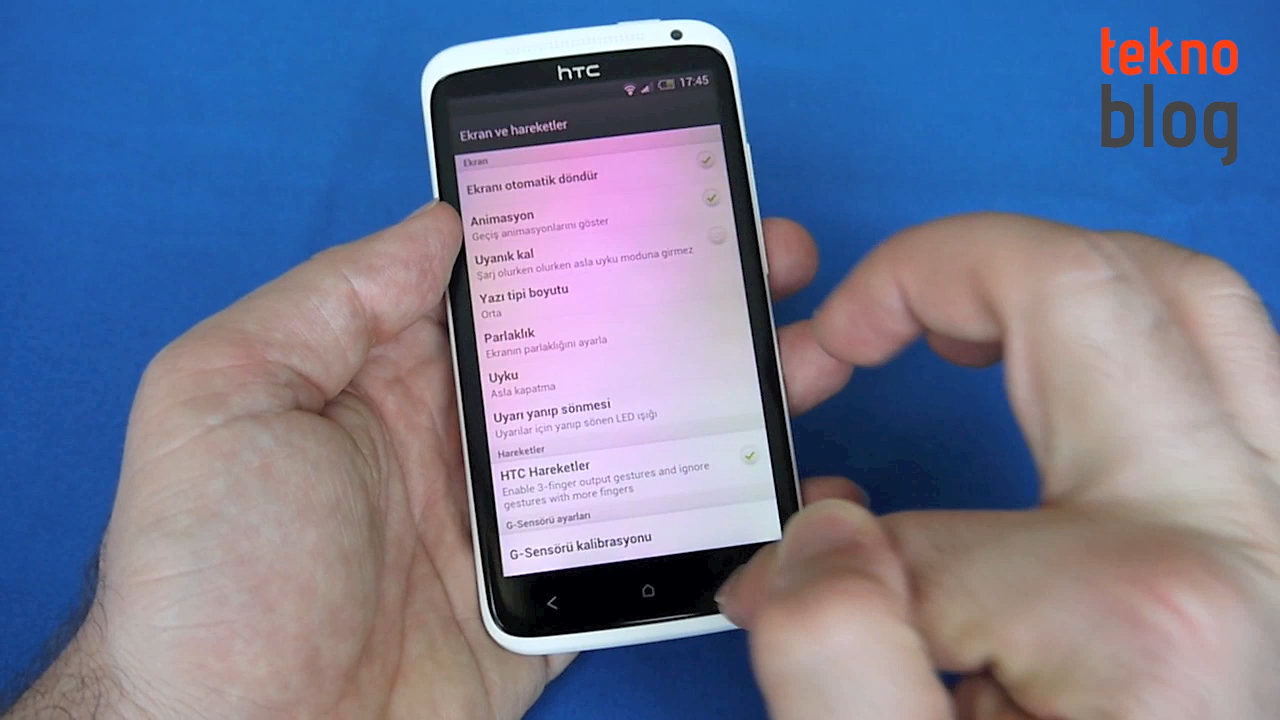 tekno
blog
hTC
17:45
Ekran ve hareketler
Ekran
Ekranı otomatik döndür
Animasyon
Geçiş animasyonlarını göster
Uyanık kal
Şarj olurken olurken asla uyku moduna girmez
Yazı tipi boyutu
Orta
Parlaklık
Ekranın parlaklığını ayarla
Uyku
Asla kapatma
Uyarı yanıp sönmesi
Uyarılar için yanıp sönen LED ışığı
Hareketler
HTC Hareketler
Enable 3-finger output gestures and ignore
gestures with more fingers
G-Sensörü ayarları
G-Sensörü kalibrasyonu